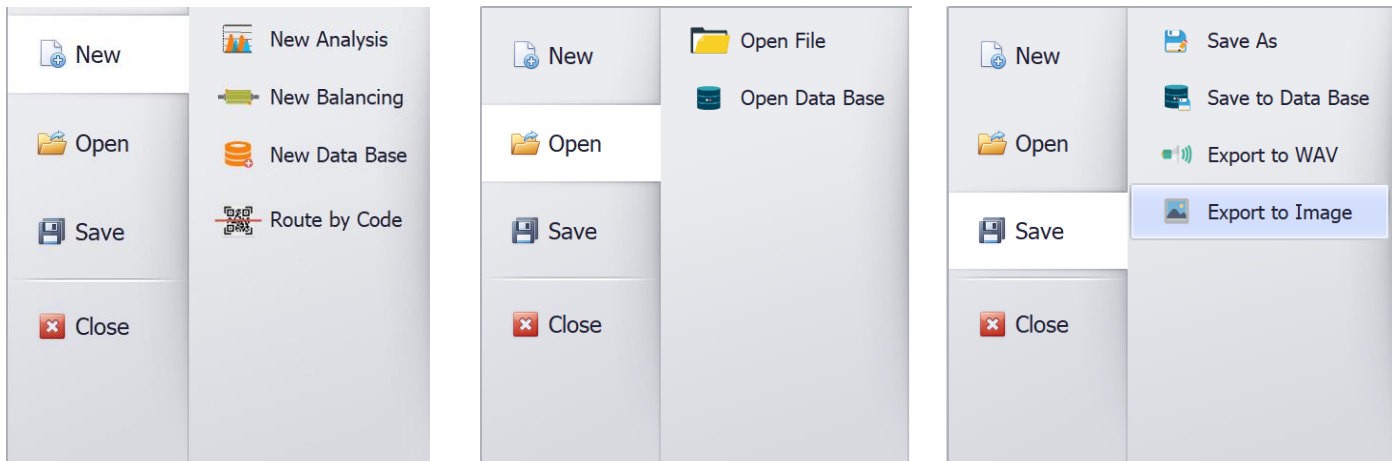 New
Open
Save
Close
New Analysis
New Balancing
New Data Base
Route by Code
New
Open
Save
Close
Open File
Open Data Base
New
Open
Save
Close
Save As
Save to Data Base
Export to WAV
Export to Image